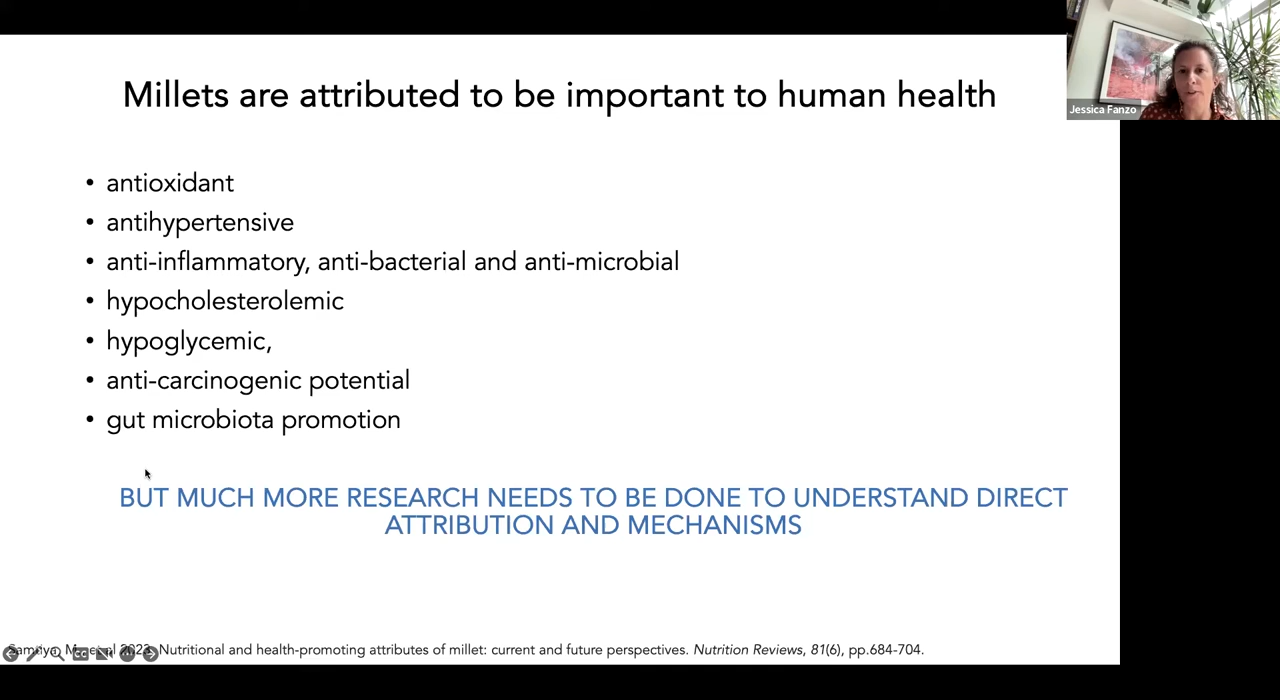 Millets are attributed to be important to human health
Jessica Fanzo
• antioxidant
• antihypertensive
• anti-inflammatory, anti-bacterial and anti-microbial
• hypocholesterolemic
• hypoglycemic,
• anti-carcinogenic potential
• gut microbiota promotion
BUT MUCH MORE RESEARCH NEEDS TO BE DONE TO UNDERSTAND DIRECT
ATTRIBUTION AND MECHANISMS
Nutritional and health-promoting attributes of millet: current and future perspectives. Nutrition Reviews, 81(6), pp.684-704.